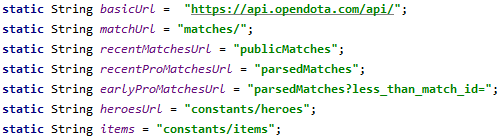 static String basicUrl =  "https://api.opendota.com/api/";
static String matchUrl = "matches/";
static String recentMatchesUrl = "publicMatches";
static String recentProMatchesUrl = "parsedMatches";
static String earlyProMatchesUrl = "parsedMatches?less_than_match_id=";
static String heroesUrl = "constants/heroes";
static String items = "constants/items";